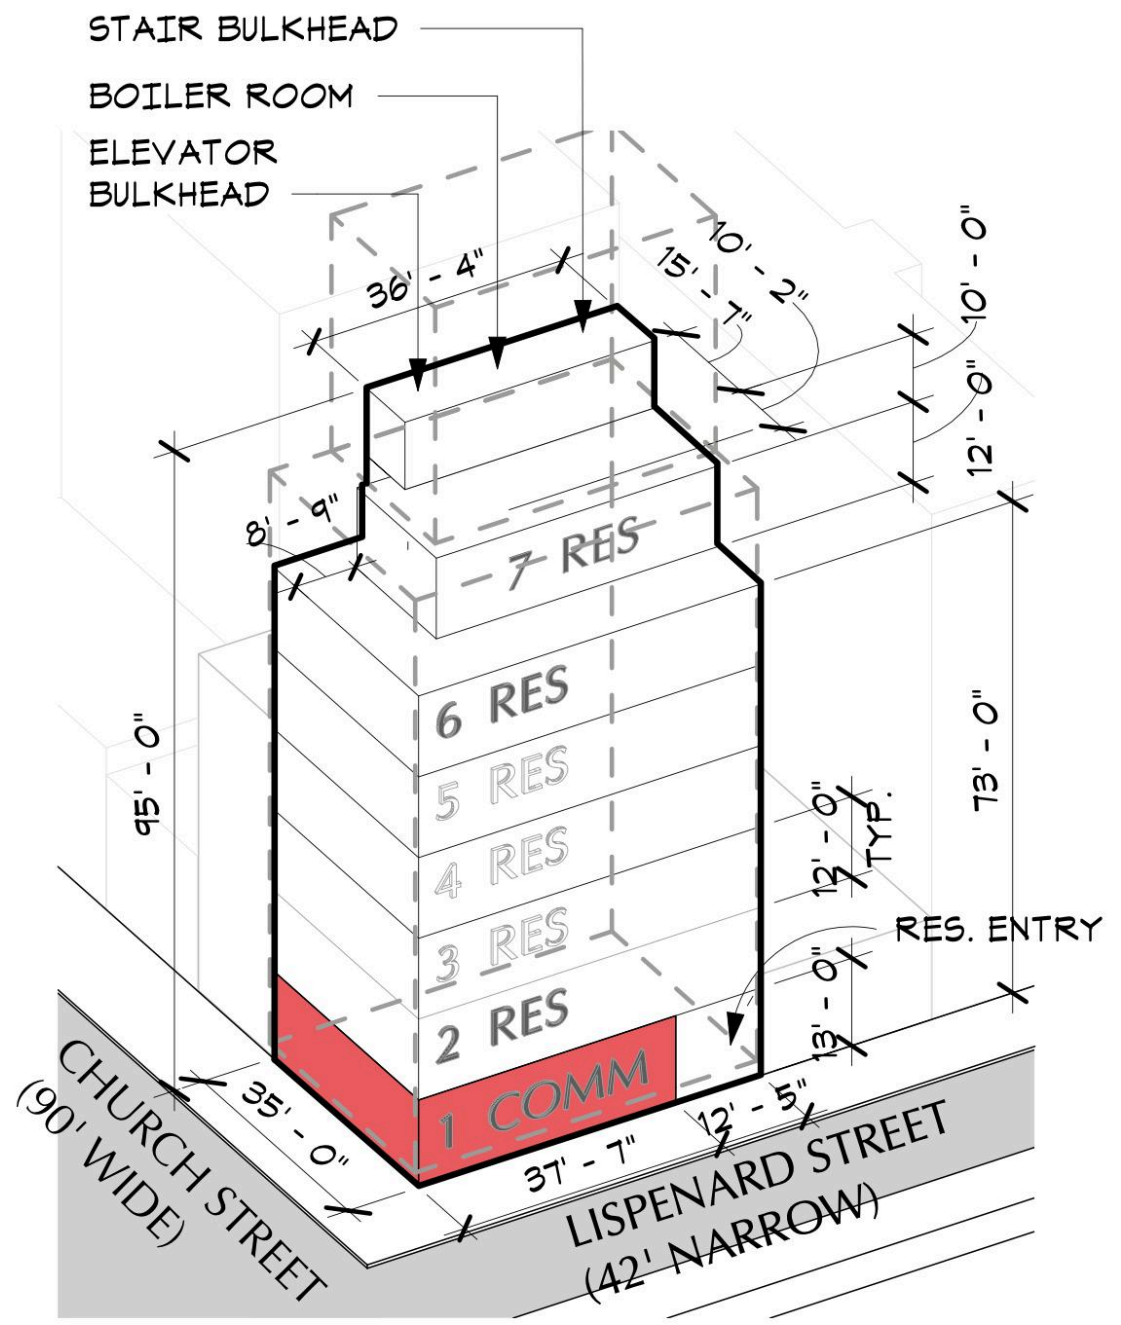 STAIR BULKHEAD
BOILER ROOM
ELEVATOR
BULKHEAD
36' - 4"
10' - 2"
15' - 7"
10' - 0"
12' - 0"
8' - 9"
7 RES
6 RES
5 RES
4 RES
3 RES
2 RES
1 COMM
95' - 0"
73' - 0"
12' - 0"
TYP.
RES. ENTRY
13' - 0"
12' - 5"
37' - 7"
35' - 0"
CHURCH STREET
(90' WIDE)
LISPENARD STREET
(42' NARROW)